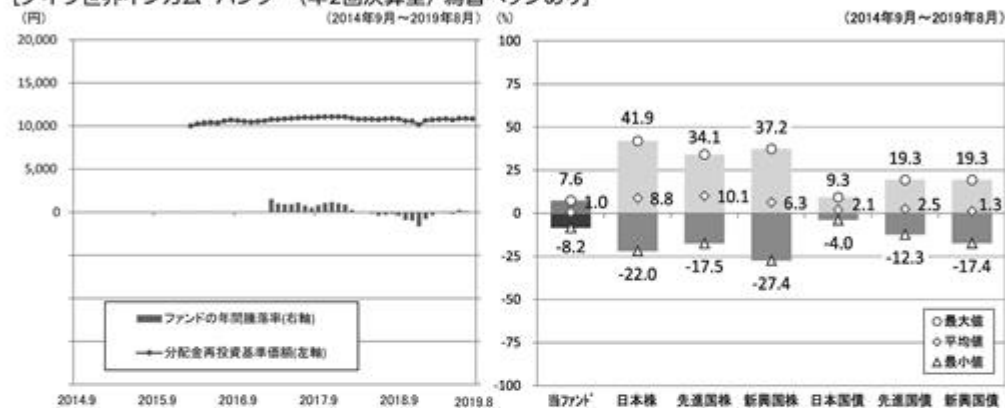 (円)
(2014年9月～2019年8月)
20,000
15,000
10,000
5,000
0
ファンドの年間騰落率(右軸)
分配金再投資基準価額(左軸)
2014.9 2015.9 2016.9 2017.9 2018.9 2019.8
(%)
(2014年9月～2019年8月)
100
75
50
25
0
-25
-50
-75
-100
7.6 41.9 34.1 37.2 9.3 19.3 19.3
1.0 8.8 10.1 6.3 2.1 2.5 1.3
-8.2 -22.0 -17.5 -27.4 -4.0 -12.3 -17.4
最大値
平均値
最小値
当ファンド 日本株 先進国株 新興国株 日本国債 先進国債 新興国債